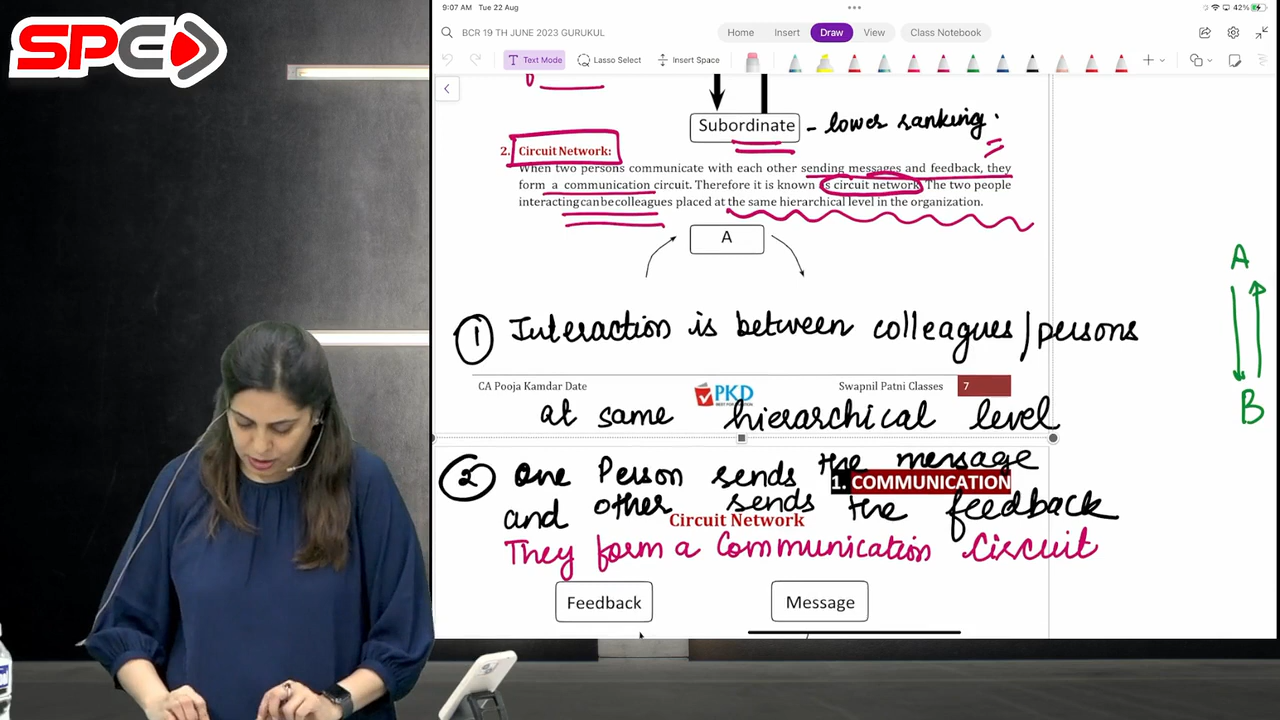 SPC
9:07 AM Tue 22 Aug
42%
BCR 19 TH JUNE 2023 GURUKUL
Home Insert Draw View Class Notebook
Text Mode Lasso Select Insert Space
Subordinate - lower ranking.
2. Circuit Network:
When two persons communicate with each other sending messages and feedback, they
form a communication circuit. Therefore it is known as circuit network. The two people
interacting can be colleagues placed at the same hierarchical level in the organization.
A
A
① Interaction is between colleagues/persons
CA Pooja Kamdar Date PKD Swapnil Patni Classes 7
at same hierarchical level
B
② One Person sends the message
1. COMMUNICATION
and other sends the feedback
Circuit Network
They form a Communication Circuit
Feedback Message